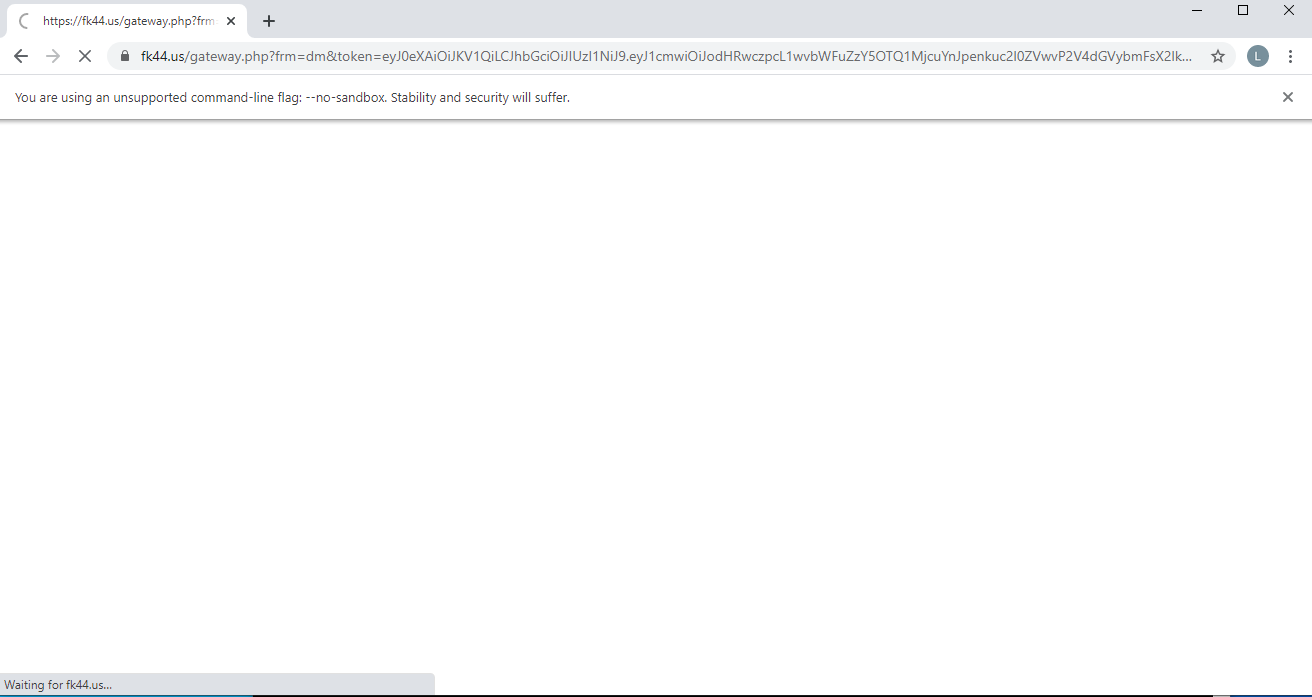 https://fk44.us/gateway.php?frm
fk44.us/gateway.php?frm=dm&token=eyJ0eXAiOiJKV1QiLCJhbGciOiJIUzI1NiJ9.eyJ1cmwiOiJodHRwczpcL1wvbWFuZzY5OTQ1MjcuYnJpenkuc2l0ZVwvP2V4dGVybmFsX2lk...
L
You are using an unsupported command-line flag: --no-sandbox. Stability and security will suffer.
Waiting for fk44.us...